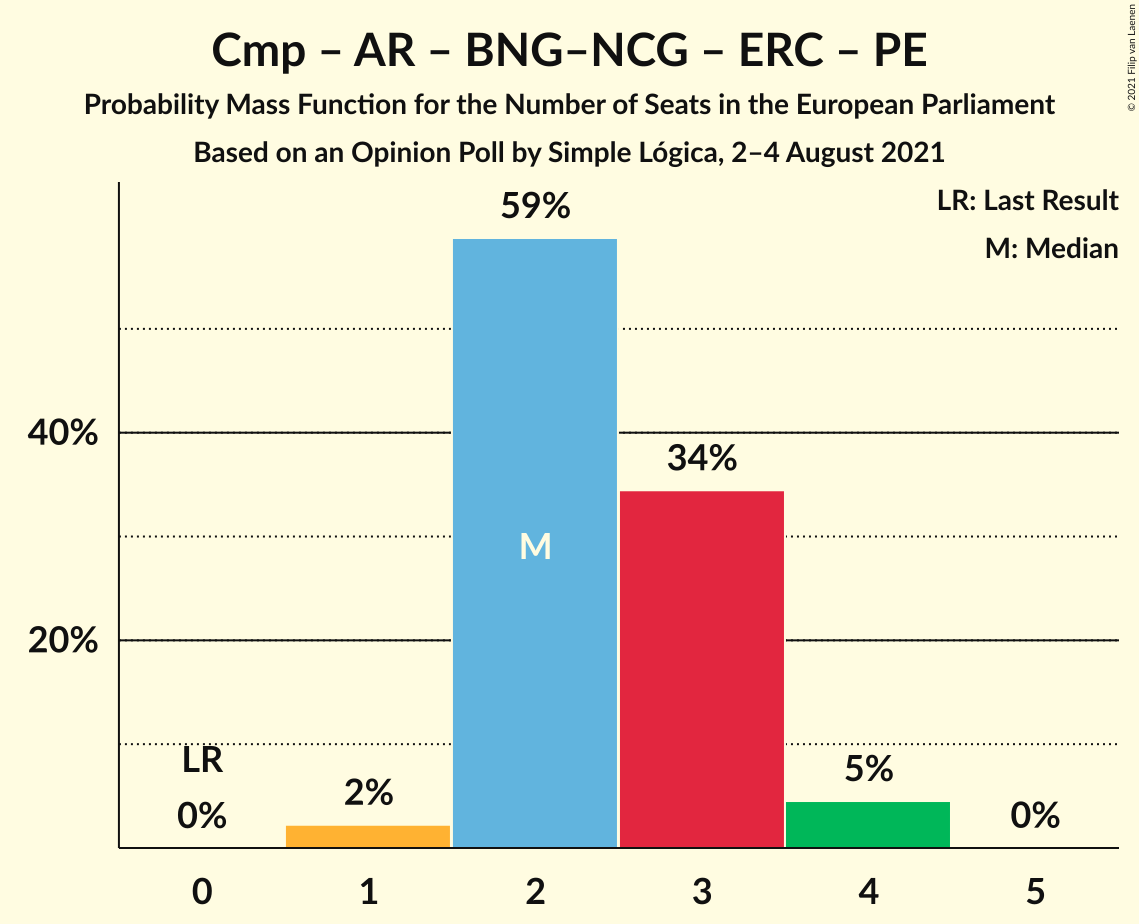 Cmp – AR – BNG–NCG – ERC – PE
Probability Mass Function for the Number of Seats in the European Parliament
Based on an Opinion Poll by Simple Lógica, 2–4 August 2021
© 2021 Filip van Laenen
LR: Last Result
M: Median
59%
40%
34%
M
20%
LR
0%
2%
5%
0%
0 1 2 3 4 5